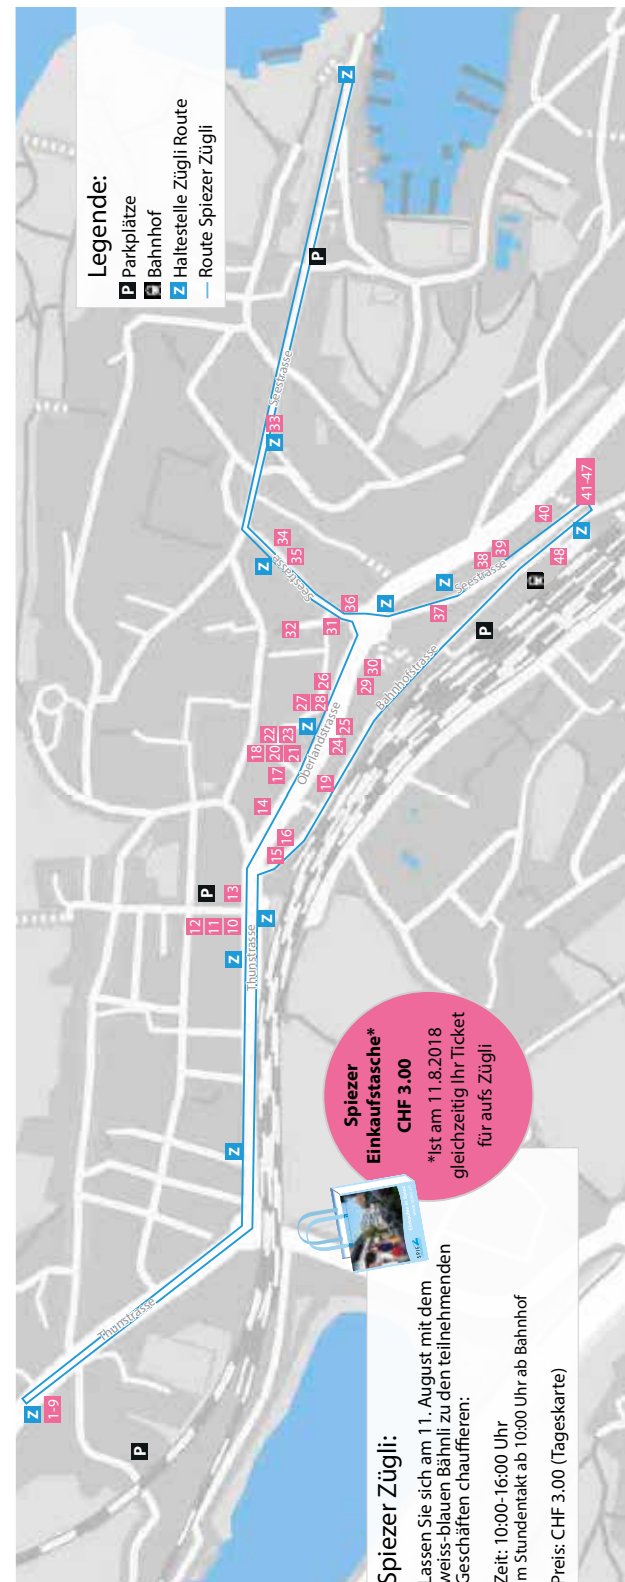 Legende:
P Parkplätze
Bahnhof
Z Haltestelle Zügli Route
Route Spiezer Zügli
Z
1-9
P
Thunstrasse
Z
Z
Thunstrasse
Z
12
11
10
P
13
15
16
14
17
19
18
20
21
22
23
Z
24
25
Oberlandstrasse
27
28
26
29
30
Bahnhofstrasse
32
31
36
Z
37
P
Z
Seestrasse
38
39
40
48
Z
41-47
Z
Seestrasse
35
34
Z
33
Seestrasse
P
Z
Spiezer
Einkaufstasche*
CHF 3.00
*Ist am 11.8.2018
gleichzeitig Ihr Ticket
für aufs Zügli
Spiezer Zügli:
Lassen Sie sich am 11. August mit dem
weiss-blauen Bähnli zu den teilnehmenden
Geschäften chauffieren:
Zeit: 10:00-16:00 Uhr
m Stundentakt ab 10:00 Uhr ab Bahnhof
Preis: CHF 3.00 (Tageskarte)